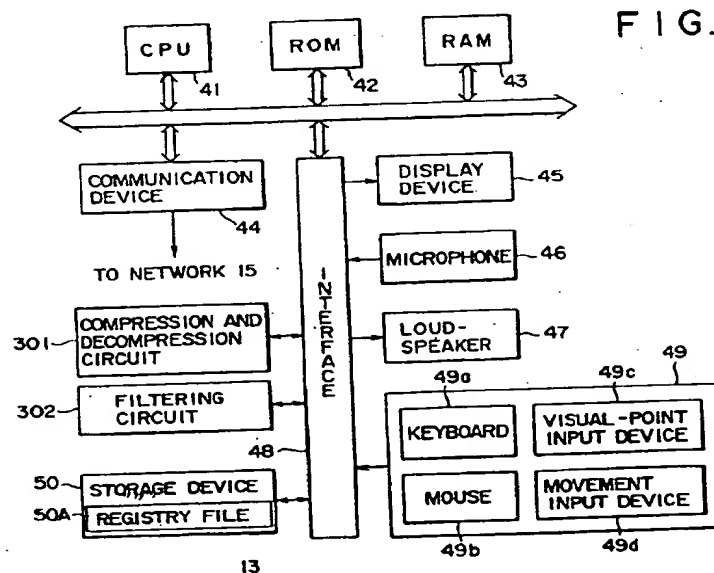 FIG.
CPU
41
ROM
42
RAM
43
COMMUNICATION
DEVICE
44
TO NETWORK 15
DISPLAY
DEVICE
45
MICROPHONE
46
LOUD-
SPEAKER
47
INTERFACE
48
301
COMPRESSION AND
DECOMPRESSION
CIRCUIT
302
FILTERING
CIRCUIT
50
STORAGE DEVICE
50A
REGISTRY FILE
49
49a
KEYBOARD
49c
VISUAL-POINT
INPUT DEVICE
MOUSE
49b
MOVEMENT
INPUT DEVICE
49d
13